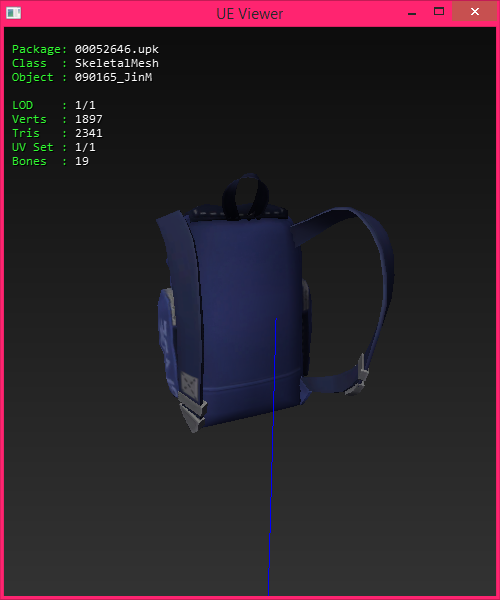 UE Viewer
Package: 00052646.upk
Class : SkeletalMesh
Object : 090165_JinM
LOD : 1/1
Verts : 1897
Tris : 2341
UV Set : 1/1
Bones : 19